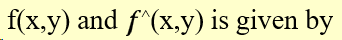 f(x,y) and f^(x,y) is given by